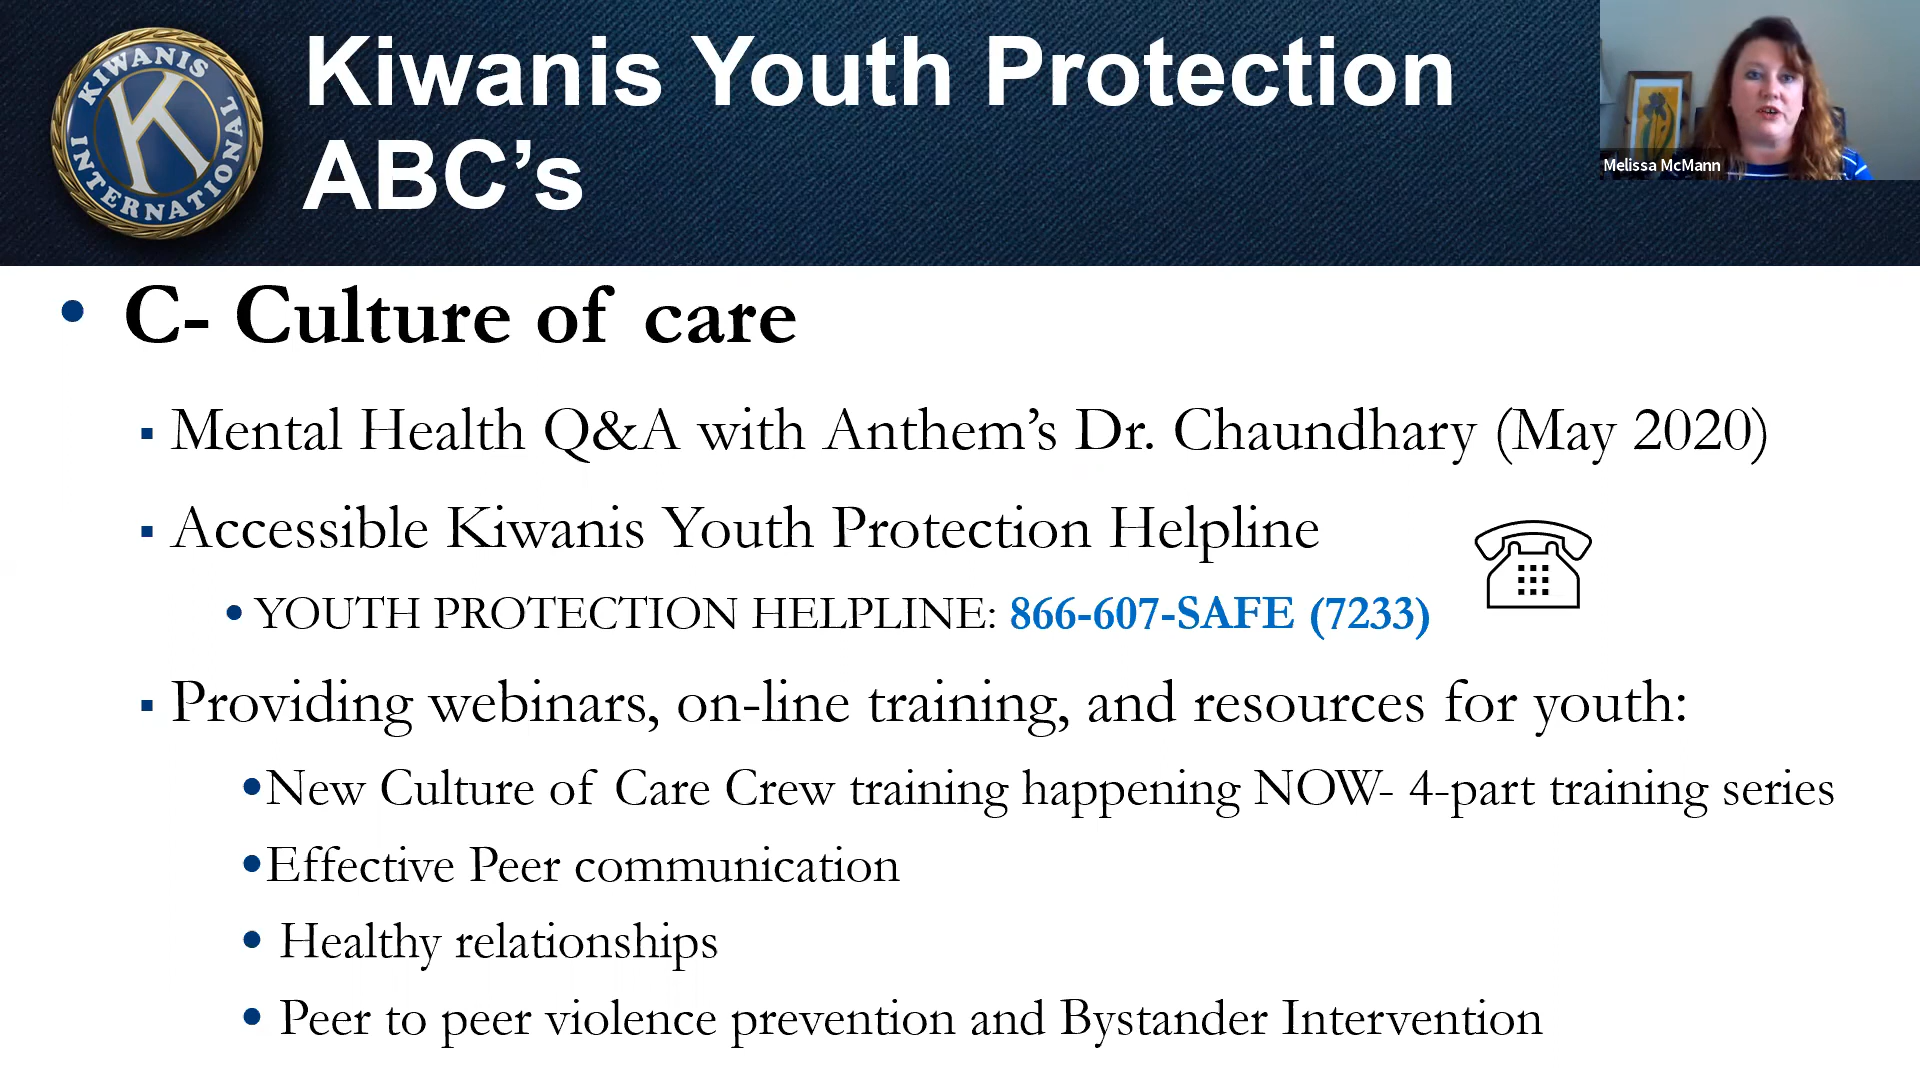 Kiwanis Youth Protection
ABC’s
KIWANIS
K
INTERNATIONAL
Melissa McMann
• C- Culture of care
▪ Mental Health Q&A with Anthem’s Dr. Chaundhary (May 2020)
▪ Accessible Kiwanis Youth Protection Helpline
• YOUTH PROTECTION HELPLINE: 866-607-SAFE (7233)
▪ Providing webinars, on-line training, and resources for youth:
•New Culture of Care Crew training happening NOW- 4-part training series
•Effective Peer communication
• Healthy relationships
• Peer to peer violence prevention and Bystander Intervention